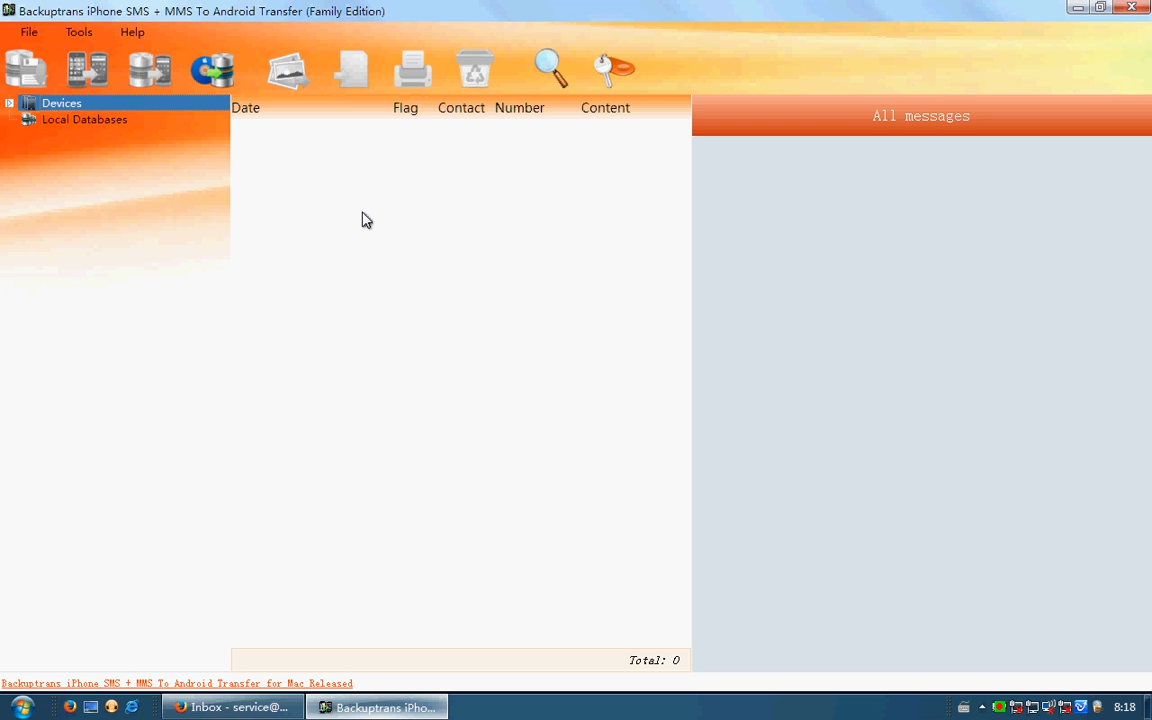 Backuptrans iPhone SMS + MMS To Android Transfer (Family Edition)
File Tools Help
Devices
Local Databases
Date Flag Contact Number Content
All messages
Total: 0
Backuptrans iPhone SMS + MMS To Android Transfer for Mac Released
Inbox - service@... Backuptrans iPho... 8:18